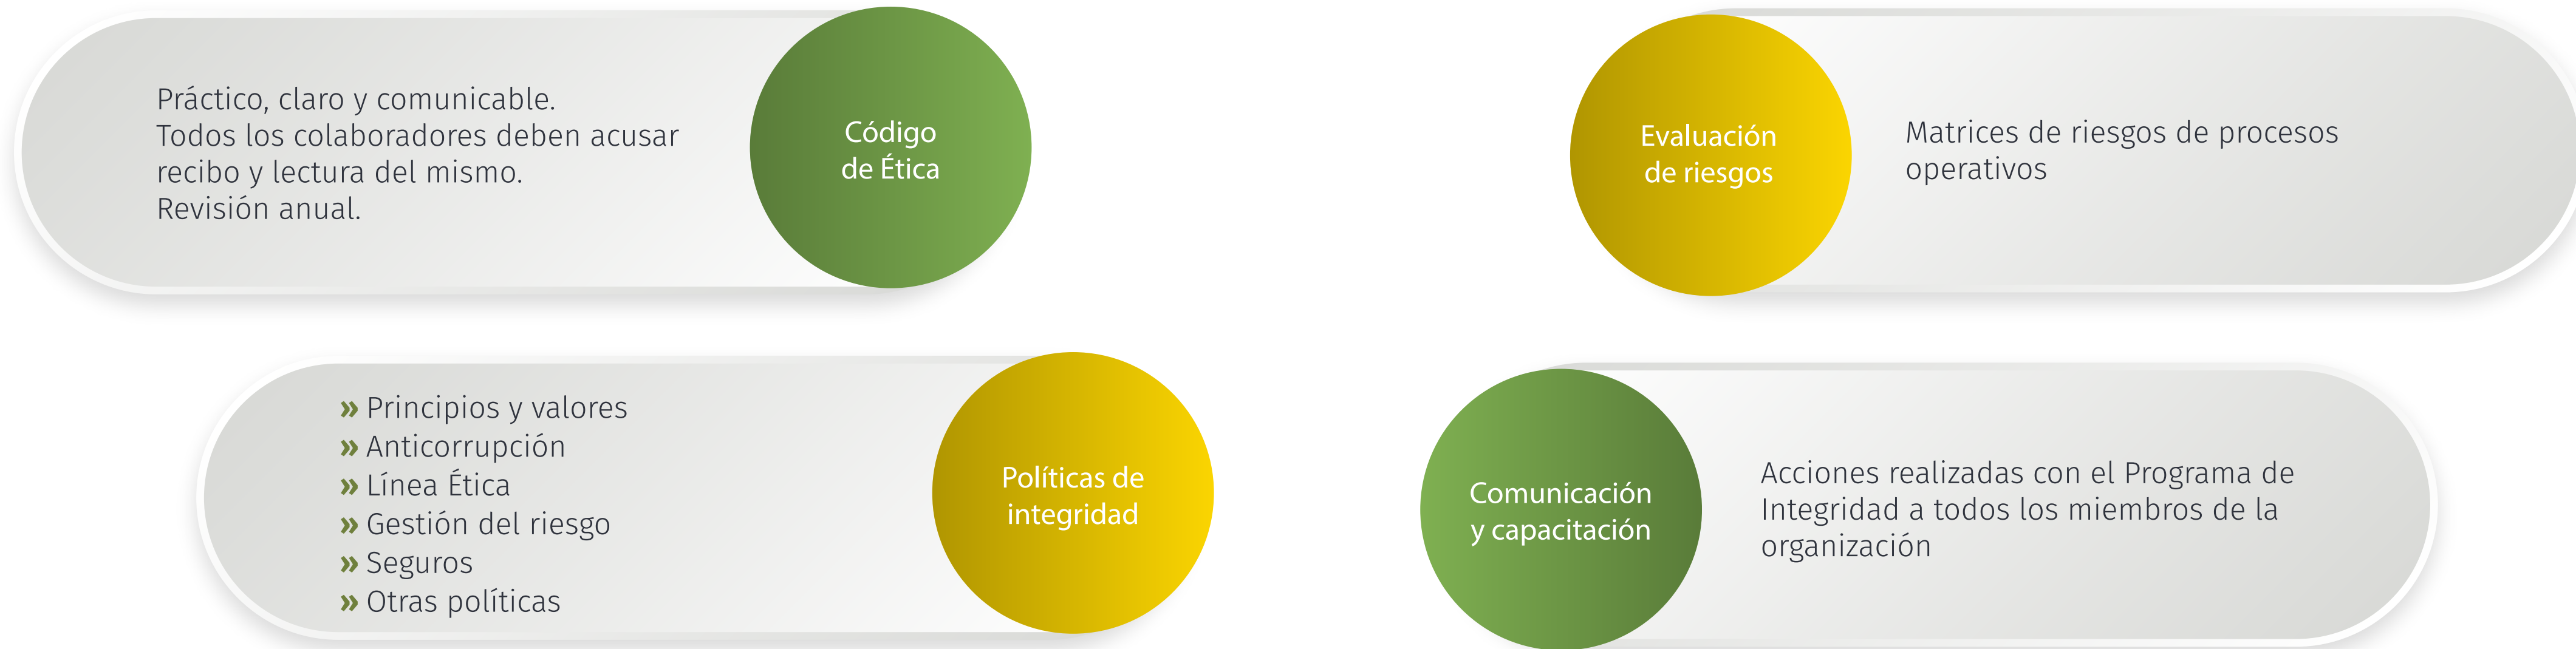 Práctico, claro y comunicable.
Todos los colaboradores deben acusar
recibo y lectura del mismo.
Revisión anual.
Código
de Ética
Evaluación
de riesgos
Matrices de riesgos de procesos
operativos
» Principios y valores
» Anticorrupción
» Línea Ética
» Gestión del riesgo
» Seguros
» Otras políticas
Políticas de
integridad
Comunicación
y capacitación
Acciones realizadas con el Programa de
Integridad a todos los miembros de la
organización